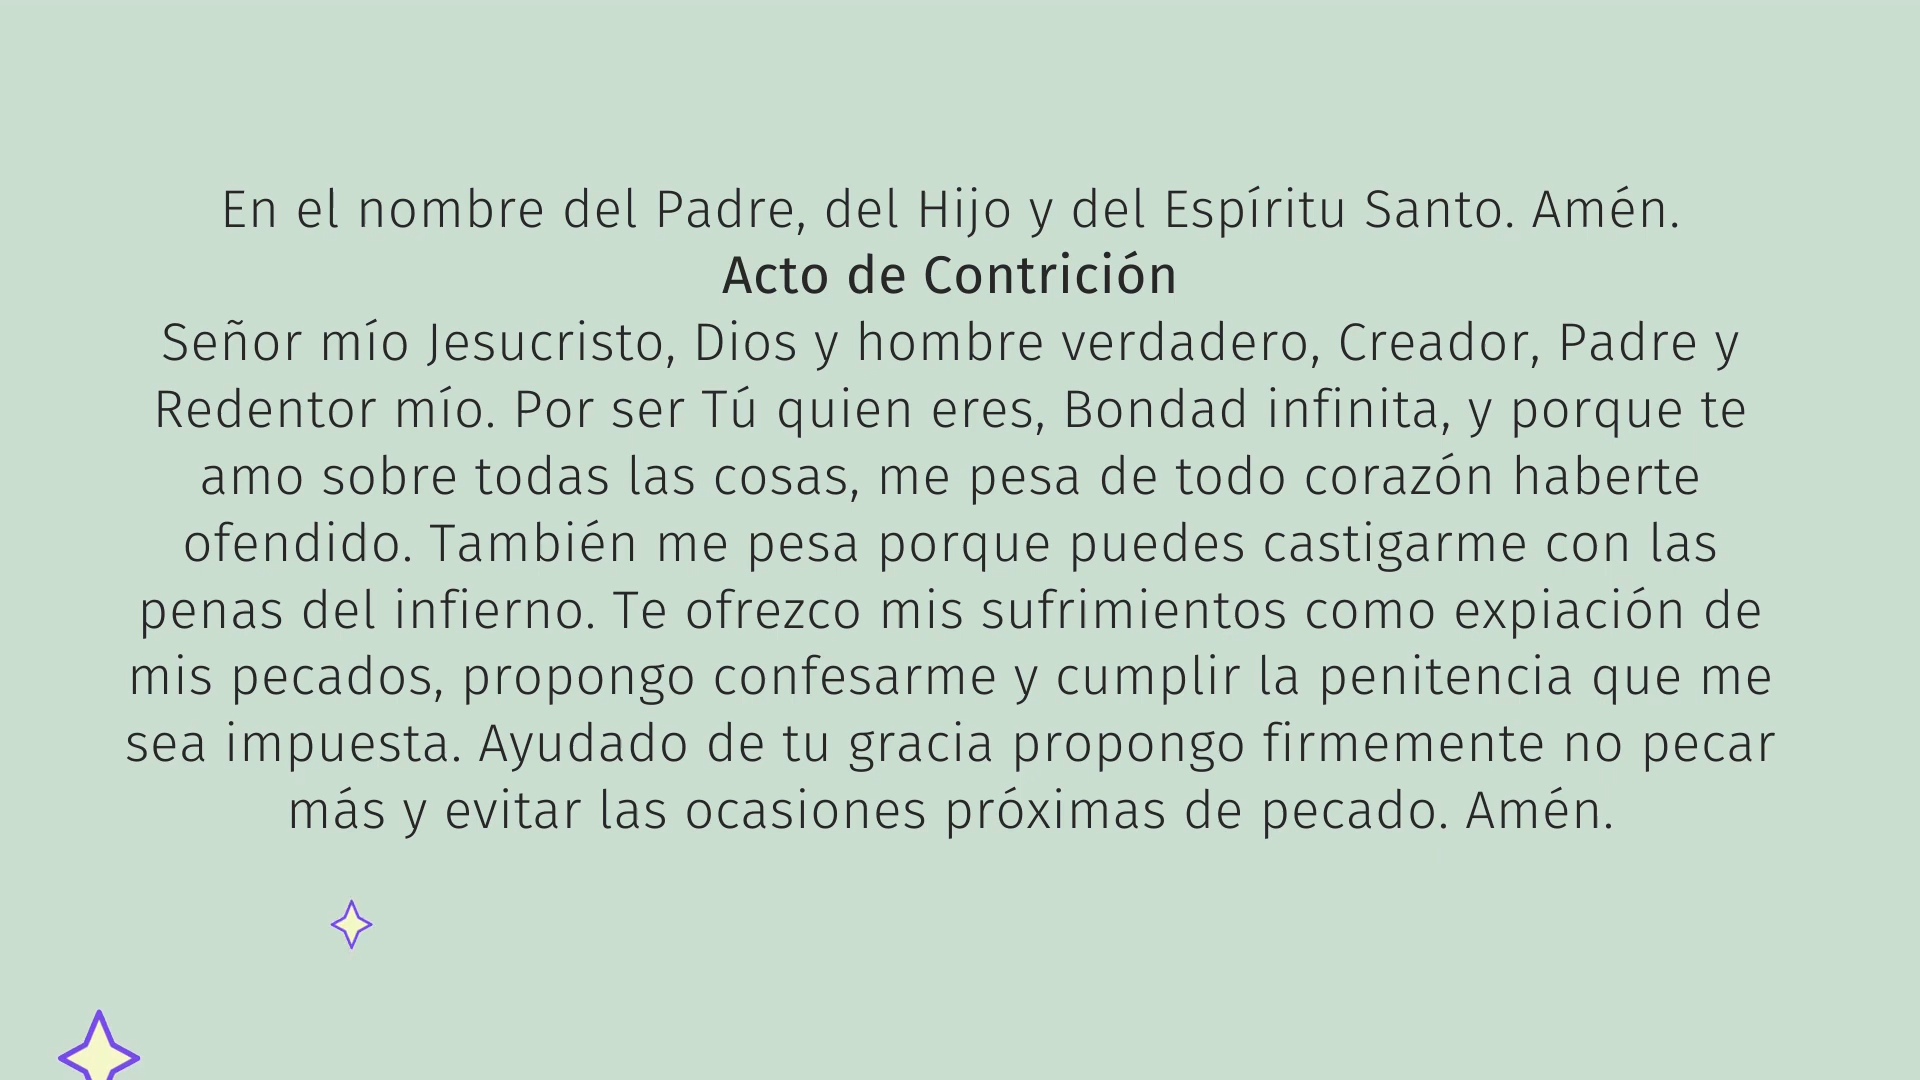 En el nombre del Padre, del Hijo y del Espíritu Santo. Amén.
Acto de Contrición
Señor mío Jesucristo, Dios y hombre verdadero, Creador, Padre y
Redentor mío. Por ser Tú quien eres, Bondad infinita, y porque te
amo sobre todas las cosas, me pesa de todo corazón haberte
ofendido. También me pesa porque puedes castigarme con las
penas del infierno. Te ofrezco mis sufrimientos como expiación de
mis pecados, propongo confesarme y cumplir la penitencia que me
sea impuesta. Ayudado de tu gracia propongo firmemente no pecar
más y evitar las ocasiones próximas de pecado. Amén.